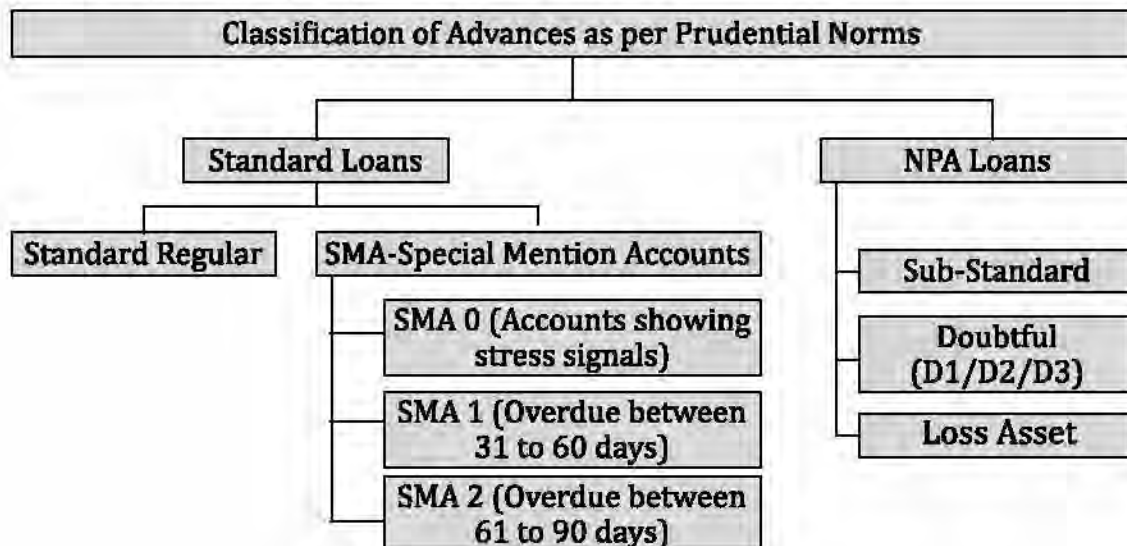 Classification of Advances as per Prudential Norms
Standard Loans
NPA Loans
Standard Regular
SMA-Special Mention Accounts
SMA 0 (Accounts showing
stress signals)
SMA 1 (Overdue between
31 to 60 days)
SMA 2 (Overdue between
61 to 90 days)
Sub-Standard
Doubtful
(D1/D2/D3)
Loss Asset